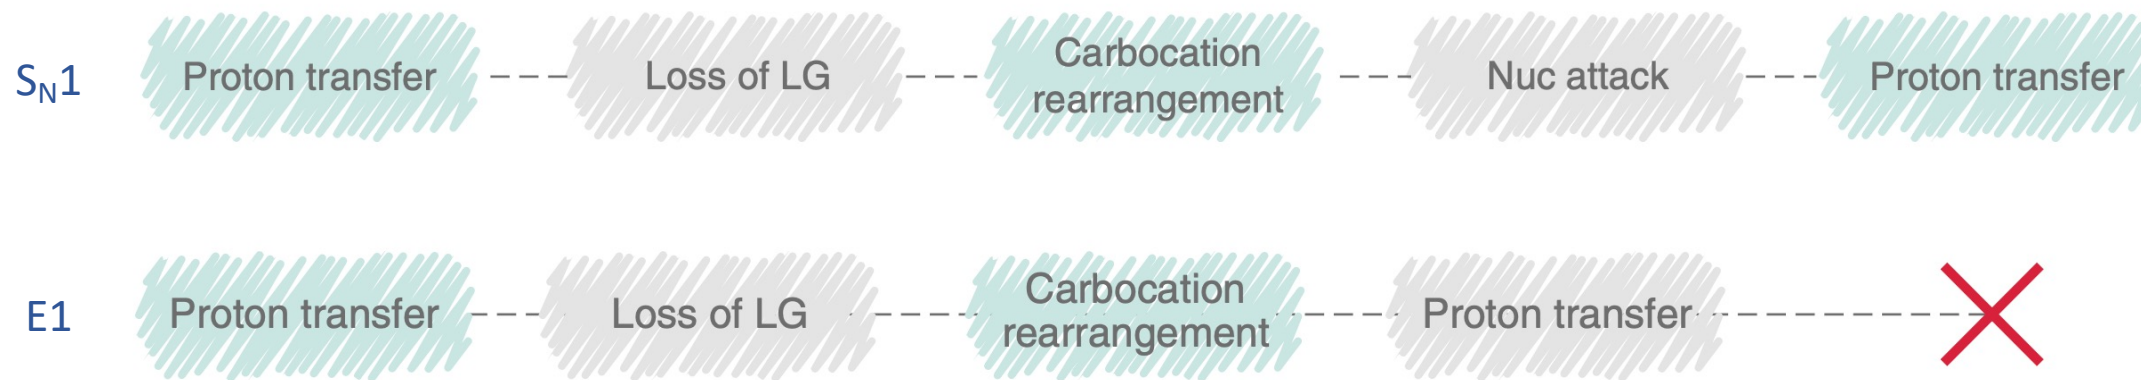 S_N1
Proton transfer
Loss of LG
Carbocation
rearrangement
Nuc attack
Proton transfer
E1
Proton transfer
Loss of LG
Carbocation
rearrangement
Proton transfer